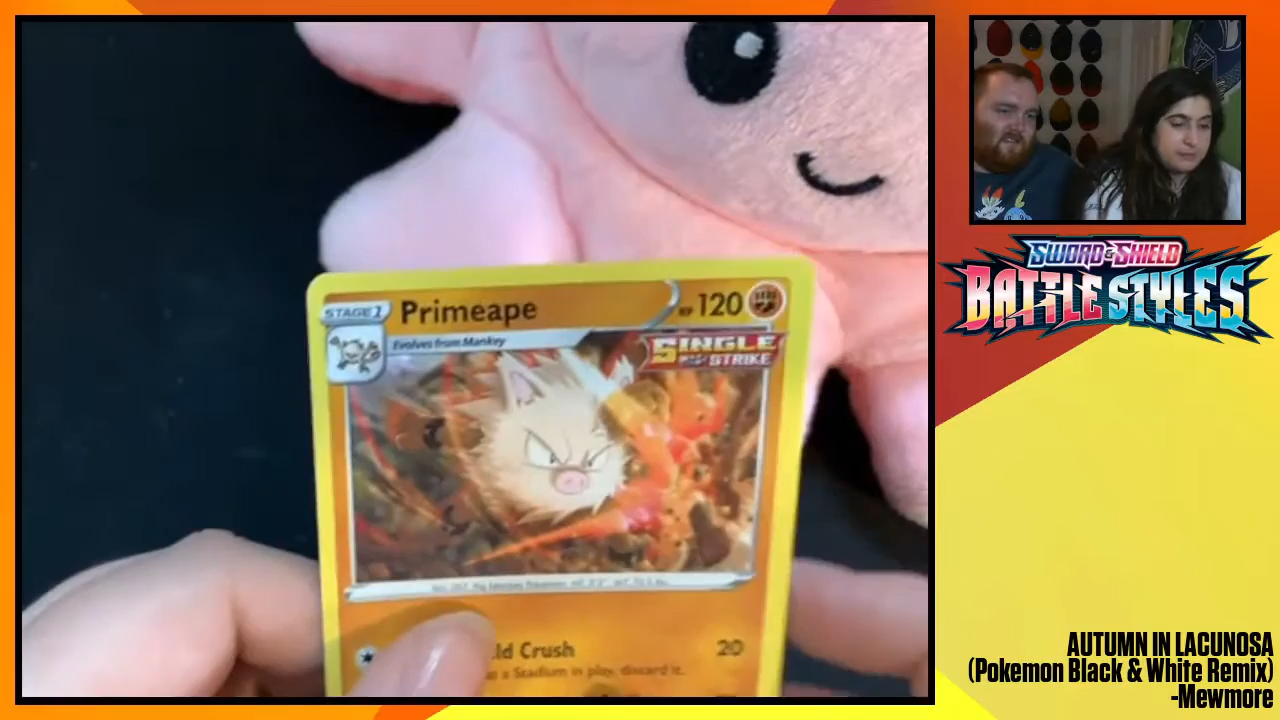 STAGE 1
Primeape
HP 120
Evolves from Mankey
SINGLE
STRIKE
ld Crush
20
a Stadium in play, discard it.
SWORD & SHIELD
BATTLE STYLES
AUTUMN IN LACUNOSA
(Pokemon Black & White Remix)
-Mewmore